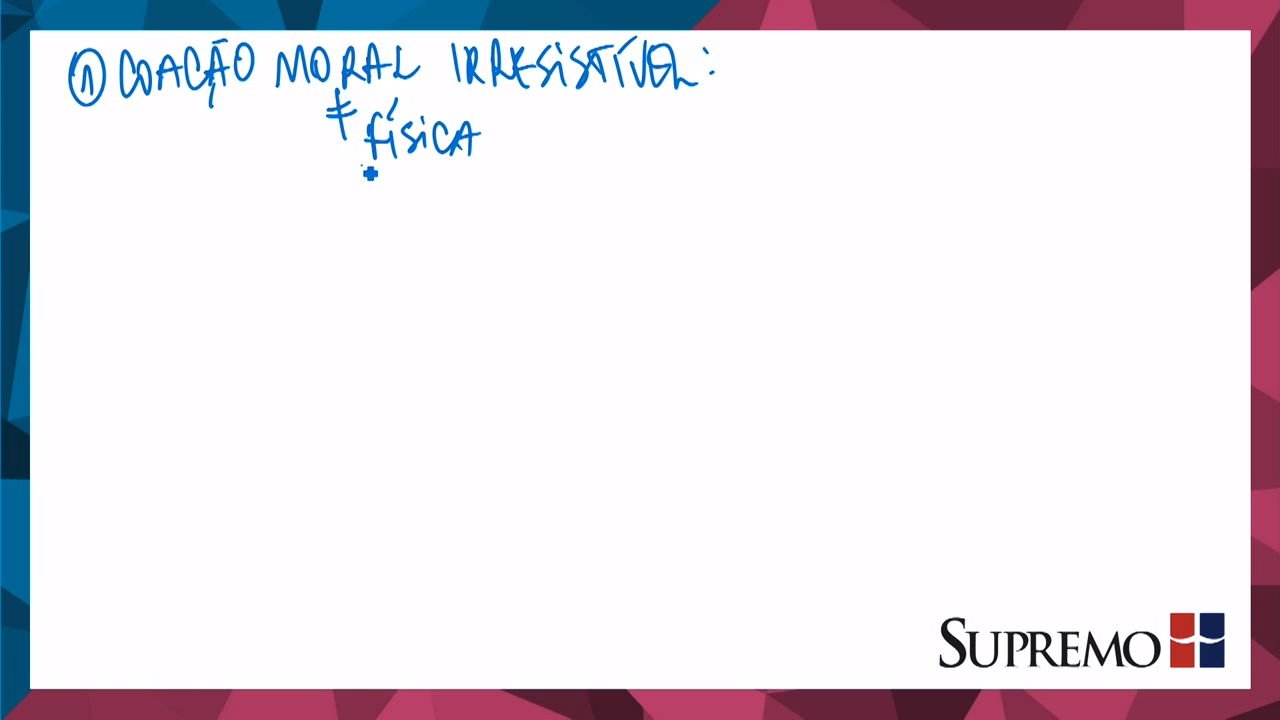 ① COAÇÃO MORAL IRRESISTÍVEL:
≠ FÍSICA
SUPREMO